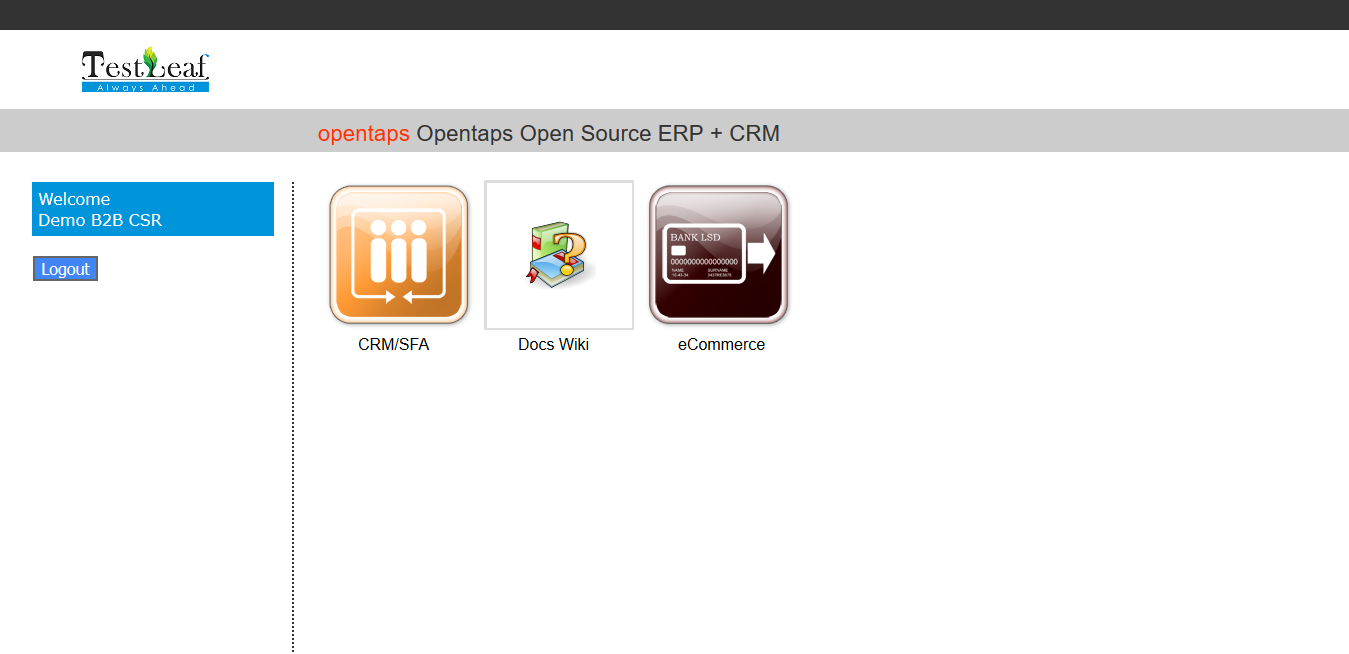 TestLeaf
Always Ahead
opentaps Opentaps Open Source ERP + CRM
Welcome
Demo B2B CSR
Logout
BANK LSD
0000000000000000
NAME SURNAME
CRM/SFA
Docs Wiki
eCommerce